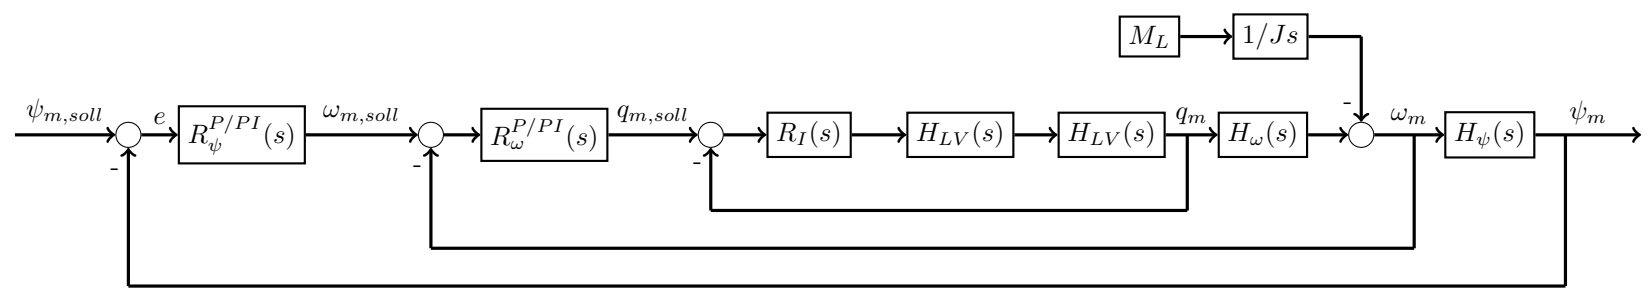 M_L
1/Js
-
ψ_{m,soll}
e
R_ψ^{P/PI}(s)
ω_{m,soll}
R_ω^{P/PI}(s)
q_{m,soll}
R_I(s)
H_{LV}(s)
H_{LV}(s)
q_m
H_ω(s)
ω_m
H_ψ(s)
ψ_m
-
-
-